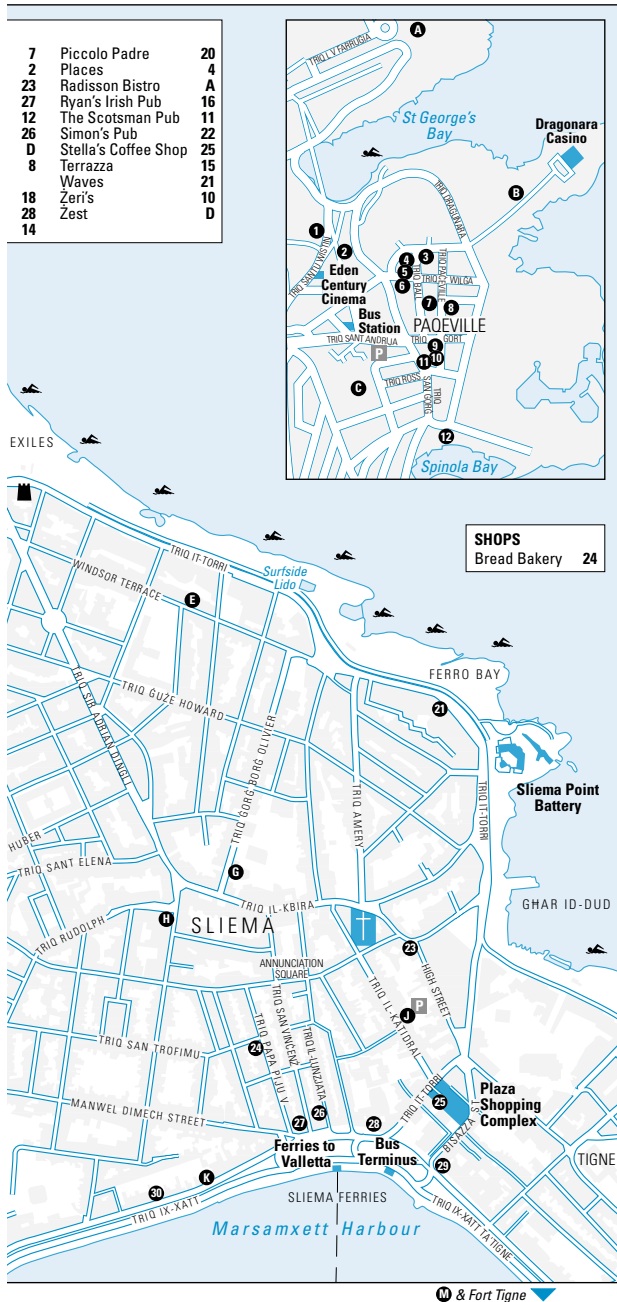 7 Piccolo Padre 20
2 Places 4
23 Radisson Bistro A
27 Ryan's Irish Pub 16
12 The Scotsman Pub 11
26 Simon's Pub 22
D Stella's Coffee Shop 25
8 Terrazza 15
Waves 21
18 Żeri's 10
28 Żest D
14
A
TRIQ L V FARRUGIA
St George's
Bay
Dragonara
Casino
B
TRIQ DRAGUNARA
1
2
TRIQ SANTU WISTIN
Eden
Century
Cinema
4
3
5
6
TRIQ BALL
TRIQ PACEVILLE
TRIQ WILGA
7
8
Bus
Station
PAQEVILLE
TRIQ SANT ANDRIJA
P
TRIQ GORT
9
11
10
C
TRIQ ROSS
TRIQ
SAN GORG
12
Spinola Bay
EXILES
SHOPS
Bread Bakery 24
TRIQ IT-TORRI
Surfside
Lido
WINDSOR TERRACE
E
FERRO BAY
TRIQ SIR ADRIAN DINGLI
TRIQ ĠUŻE HOWARD
21
TRIQ GORG BORG OLIVIER
TRIQ AMERY
TRIQ IT-TORRI
Sliema Point
Battery
HUBER
TRIQ SANT ELENA
G
TRIQ IL-KBIRA
GHAR ID-DUD
TRIQ RUDOLPH
H
SLIEMA
23
ANNUNCIATION
SQUARE
HIGH STREET
P
J
TRIQ IL-KATIDRAL
TRIQ SAN TROFIMU
24
TRIQ PAPA PIJU V
TRIQ SAN VINCENZ
TRIQ IL-LUNZJATA
MANWEL DIMECH STREET
27
26
28
TRIQ IT-TORRI
25
Plaza
Shopping
Complex
BISAZZA ST
Ferries to
Valletta
Bus
Terminus
29
TIGNE
K
30
TRIQ IX-XATT
SLIEMA FERRIES
TRIQ IX-XATT TA'TIGNE
Marsamxett Harbour
M & Fort Tigne